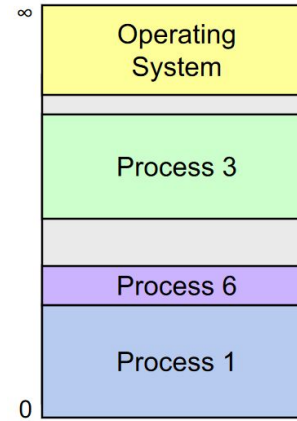 ∞
Operating
System
Process 3
Process 6
Process 1
0